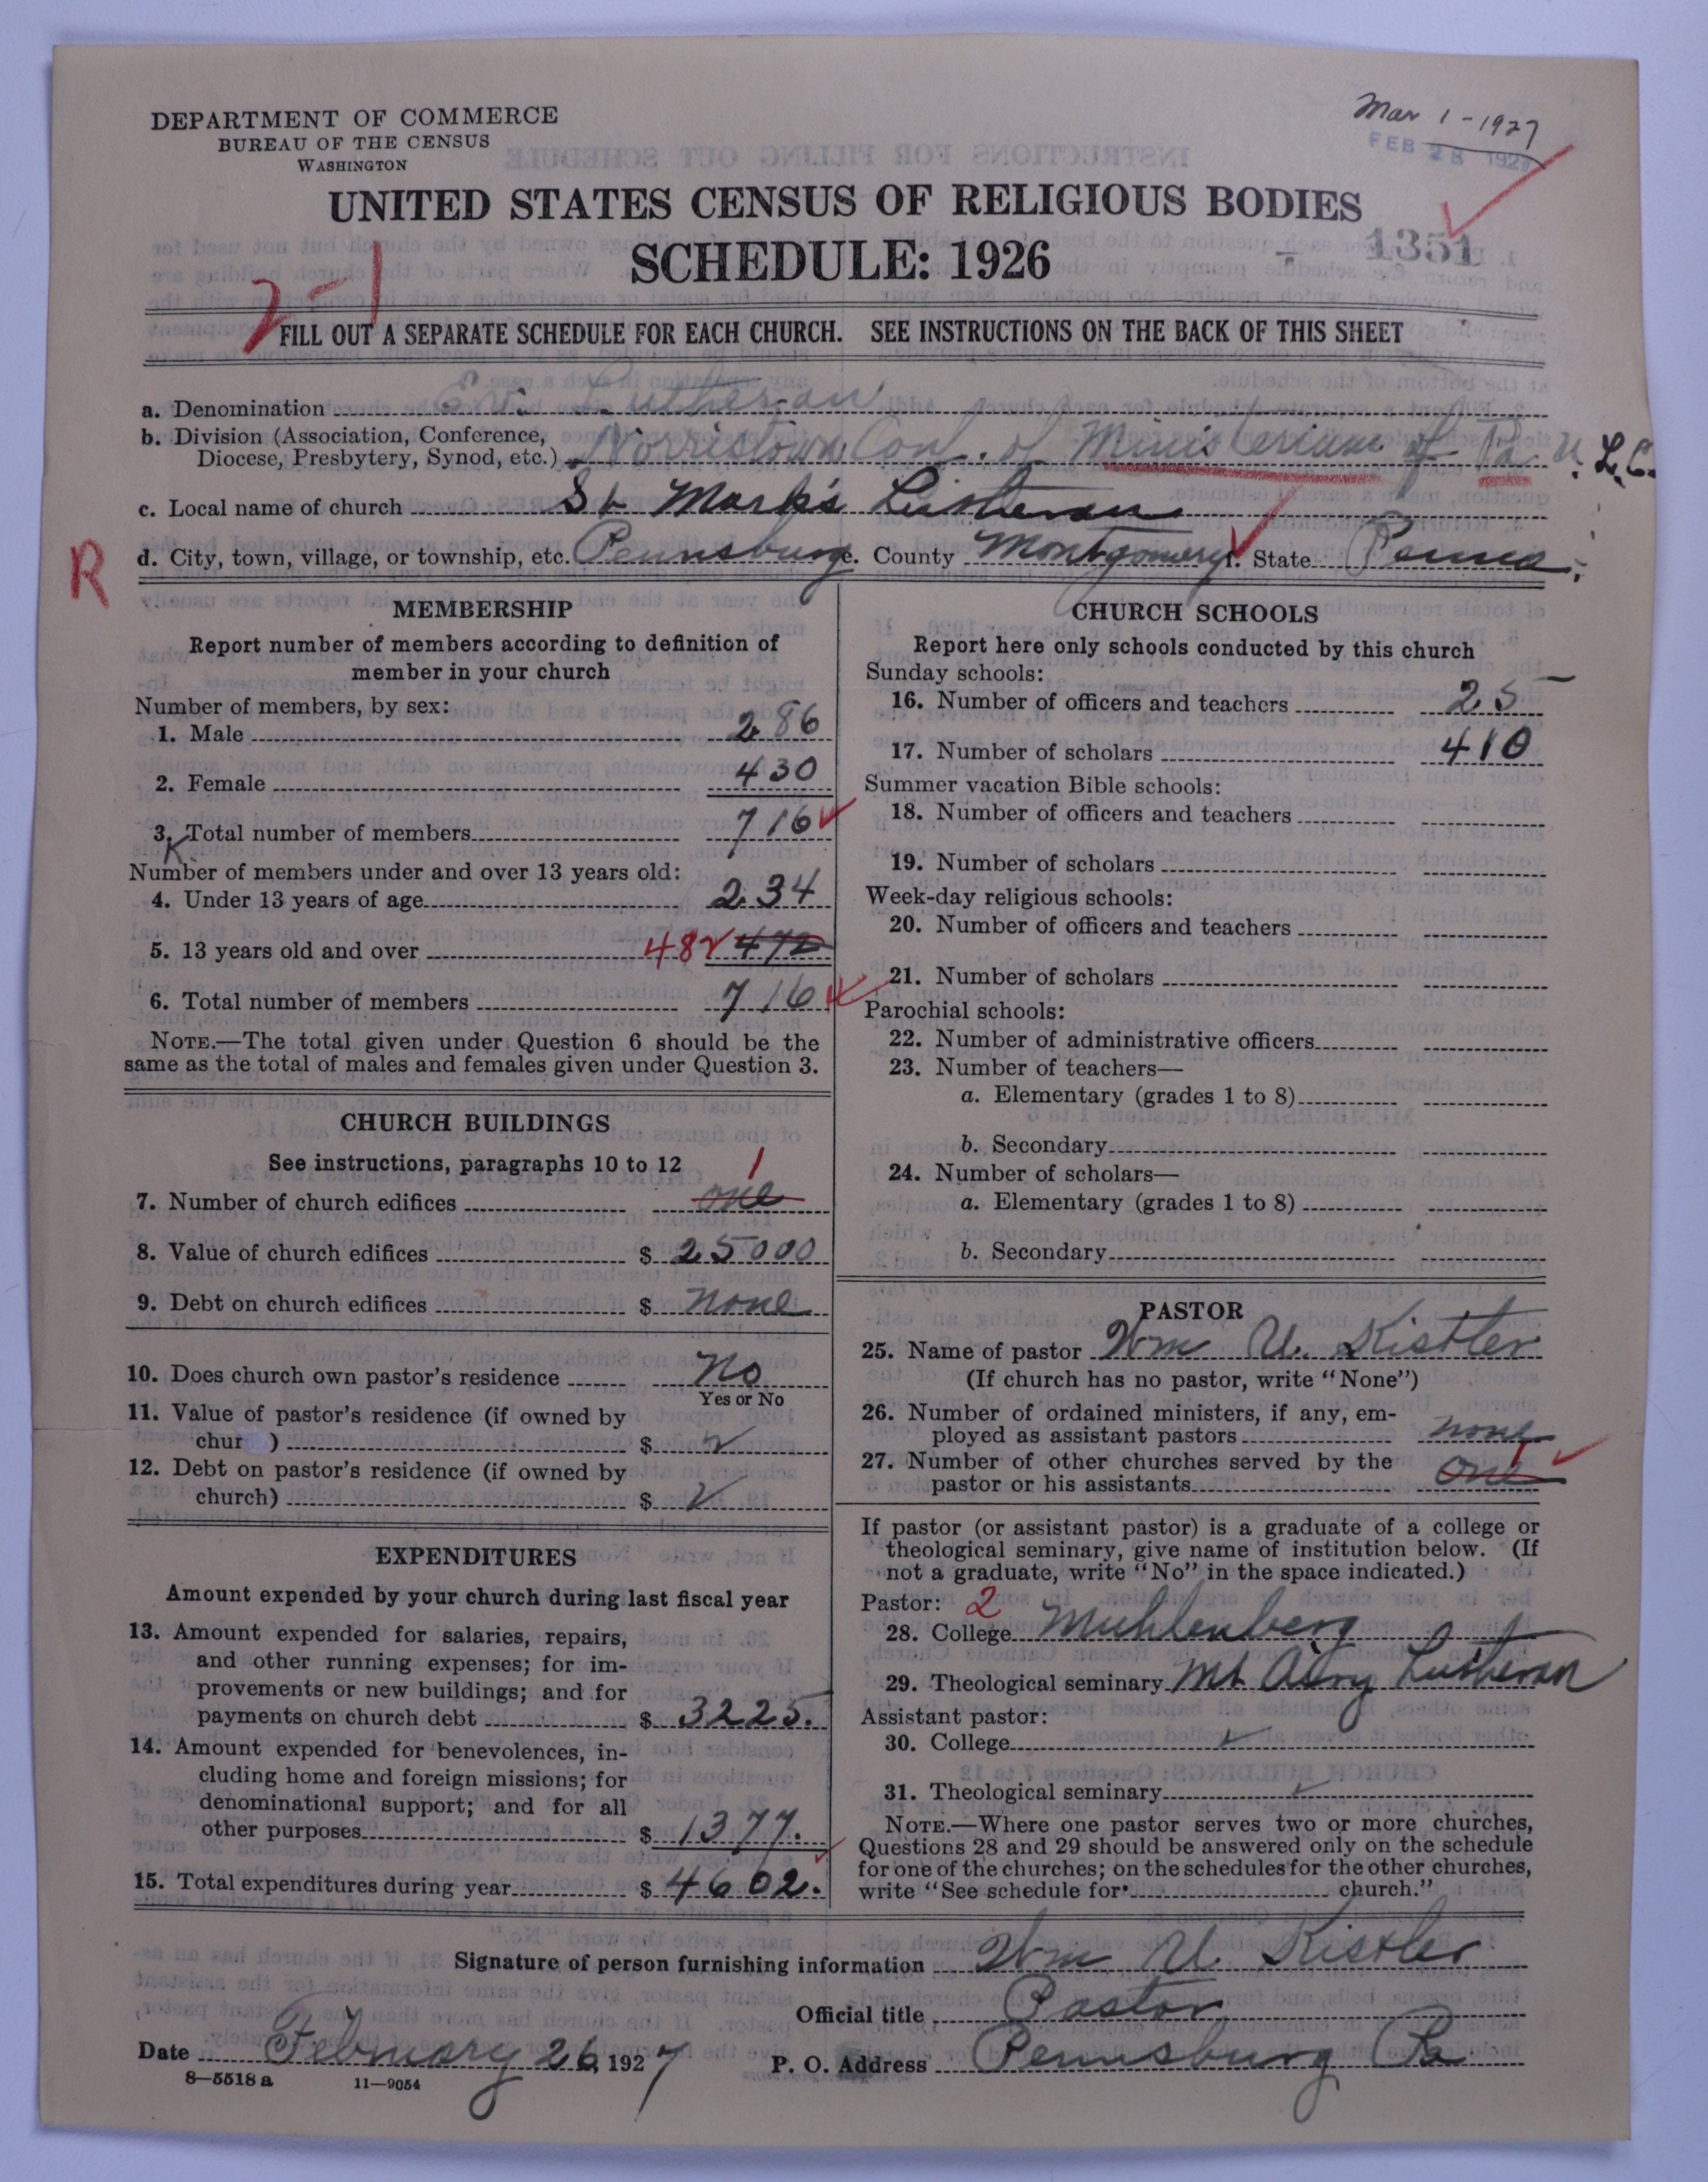 DEPARTMENT OF COMMERCE
BUREAU OF THE CENSUS
WASHINGTON
Mar 1-1927
FEB 28 1927
UNITED STATES CENSUS OF RELIGIOUS BODIES
SCHEDULE: 1926
1351
2-1
FILL OUT A SEPARATE SCHEDULE FOR EACH CHURCH. SEE INSTRUCTIONS ON THE BACK OF THIS SHEET
a. Denomination Ev. Lutheran
b. Division (Association, Conference,
Diocese, Presbytery, Synod, etc.) Norristown Conf. of Ministerium of Pa U.L.C.
c. Local name of church St Mark's Lutheran
R
d. City, town, village, or township, etc. Pennsburg e. County Montgomery f. State Penna.
MEMBERSHIP
Report number of members according to definition of
member in your church
Number of members, by sex:
1. Male 286
2. Female 430
3. Total number of members 716
K
Number of members under and over 13 years old:
4. Under 13 years of age 234
5. 13 years old and over 482 472
6. Total number of members 716
NOTE.—The total given under Question 6 should be the
same as the total of males and females given under Question 3.
CHURCH BUILDINGS
See instructions, paragraphs 10 to 12
1
7. Number of church edifices one
8. Value of church edifices $ 25000
9. Debt on church edifices $ none
10. Does church own pastor's residence No
Yes or No
11. Value of pastor's residence (if owned by
chur ) $
12. Debt on pastor's residence (if owned by
church) $
EXPENDITURES
Amount expended by your church during last fiscal year
13. Amount expended for salaries, repairs,
and other running expenses; for im-
provements or new buildings; and for
payments on church debt $ 3225.
14. Amount expended for benevolences, in-
cluding home and foreign missions; for
denominational support; and for all
other purposes $ 1377.
15. Total expenditures during year $ 4602.
CHURCH SCHOOLS
Report here only schools conducted by this church
Sunday schools:
16. Number of officers and teachers 25
17. Number of scholars 410
Summer vacation Bible schools:
18. Number of officers and teachers
19. Number of scholars
Week-day religious schools:
20. Number of officers and teachers
21. Number of scholars
Parochial schools:
22. Number of administrative officers
23. Number of teachers—
a. Elementary (grades 1 to 8)
b. Secondary
24. Number of scholars—
a. Elementary (grades 1 to 8)
b. Secondary
PASTOR
25. Name of pastor Wm U. Kistler
(If church has no pastor, write "None")
26. Number of ordained ministers, if any, em-
ployed as assistant pastors none
27. Number of other churches served by the
pastor or his assistants one 1
If pastor (or assistant pastor) is a graduate of a college or
theological seminary, give name of institution below. (If
not a graduate, write "No" in the space indicated.)
Pastor: 2
28. College Muhlenberg
29. Theological seminary Mt Airy Lutheran
Assistant pastor:
30. College
31. Theological seminary
NOTE.—Where one pastor serves two or more churches,
Questions 28 and 29 should be answered only on the schedule
for one of the churches; on the schedules for the other churches,
write "See schedule for church."
Signature of person furnishing information Wm U. Kistler
Official title Pastor
Date February 26, 1927
P. O. Address Pennsburg Pa
8—5518 a
11—9054